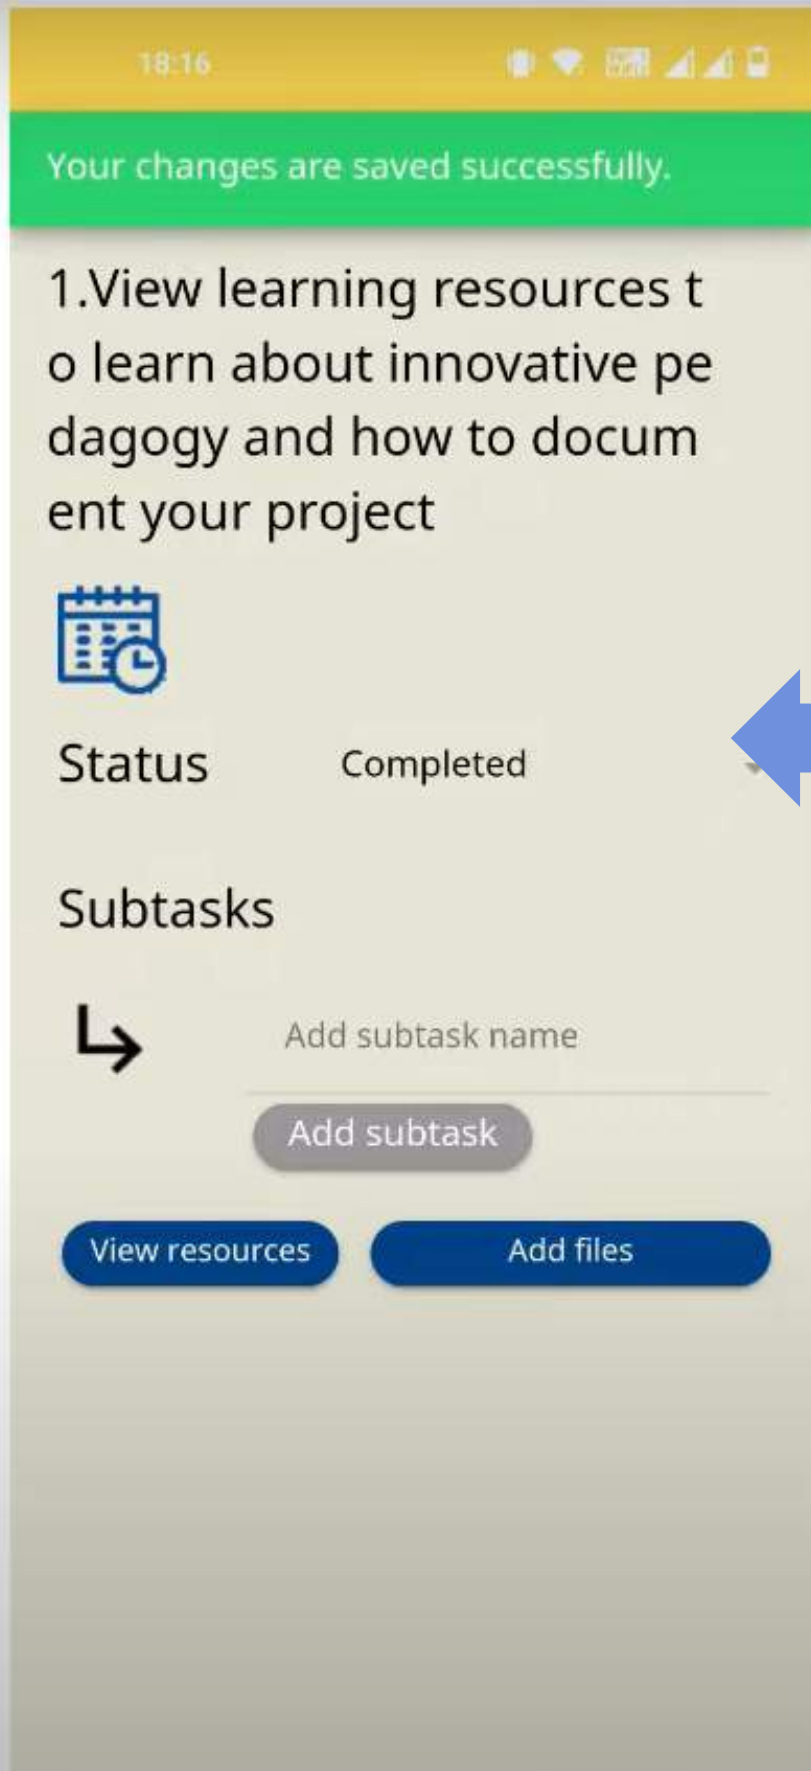 18:16
Your changes are saved successfully.
1.View learning resources t
o learn about innovative pe
dagogy and how to docum
ent your project
Status Completed
Subtasks
Add subtask name
Add subtask
View resources Add files